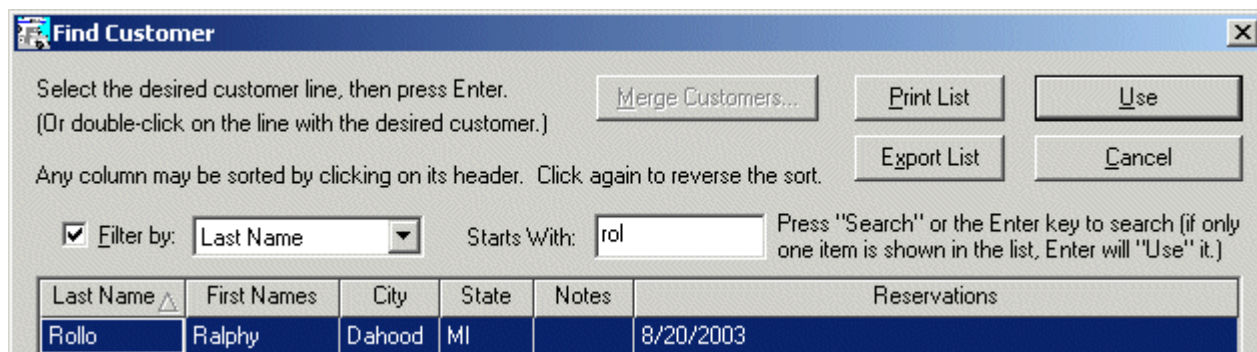 Find Customer
Select the desired customer line, then press Enter.
(Or double-click on the line with the desired customer.)
Merge Customers...
Print List
Use
Export List
Cancel
Any column may be sorted by clicking on its header. Click again to reverse the sort.
Filter by:
Last Name
Starts With:
rol
Press "Search" or the Enter key to search (if only
one item is shown in the list, Enter will "Use" it.)
Last Name First Names City State Notes Reservations
Rollo Ralphy Dahood MI 8/20/2003